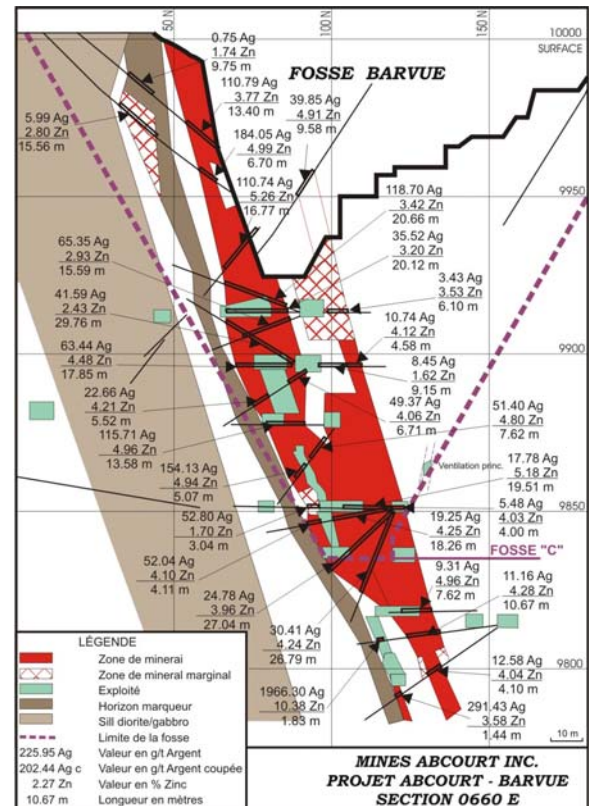 50 N
100 N
150 N
10000
SURFACE
FOSSE BARVUE
0.75 Ag
1.74 Zn
9.75 m
110.79 Ag
3.77 Zn
13.40 m
39.85 Ag
4.91 Zn
9.58 m
5.99 Ag
2.80 Zn
15.56 m
184.05 Ag
4.99 Zn
6.70 m
110.74 Ag
5.26 Zn
16.77 m
118.70 Ag
3.42 Zn
20.66 m
9950
65.35 Ag
2.93 Zn
15.59 m
35.52 Ag
3.20 Zn
20.12 m
41.59 Ag
2.43 Zn
29.76 m
3.43 Ag
3.53 Zn
6.10 m
10.74 Ag
4.12 Zn
4.58 m
63.44 Ag
4.48 Zn
17.85 m
9900
8.45 Ag
1.62 Zn
9.15 m
22.66 Ag
4.21 Zn
5.52 m
49.37 Ag
4.06 Zn
6.71 m
51.40 Ag
4.80 Zn
7.62 m
115.71 Ag
4.96 Zn
13.58 m
Ventilation princ.
17.78 Ag
5.18 Zn
19.51 m
154.13 Ag
4.94 Zn
5.07 m
5.48 Ag
4.03 Zn
4.00 m
9850
52.80 Ag
1.70 Zn
3.04 m
19.25 Ag
4.25 Zn
18.26 m
FOSSE "C"
52.04 Ag
4.10 Zn
4.11 m
9.31 Ag
4.96 Zn
7.62 m
11.16 Ag
4.28 Zn
10.67 m
24.78 Ag
3.96 Zn
27.04 m
30.41 Ag
4.24 Zn
26.79 m
12.58 Ag
4.04 Zn
4.10 m
9800
1966.30 Ag
10.38 Zn
1.83 m
291.43 Ag
3.58 Zn
1.44 m
10 m
LÉGENDE
Zone de minerai
Zone de mineral marginal
Exploité
Horizon marqueur
Sill diorite/gabbro
Limite de la fosse
225.95 Ag Valeur en g/t Argent
202.44 Ag c Valeur en g/t Argent coupée
2.27 Zn Valeur en % Zinc
10.67 m Longueur en mètres
MINES ABCOURT INC.
PROJET ABCOURT - BARVUE
SECTION 0660 E